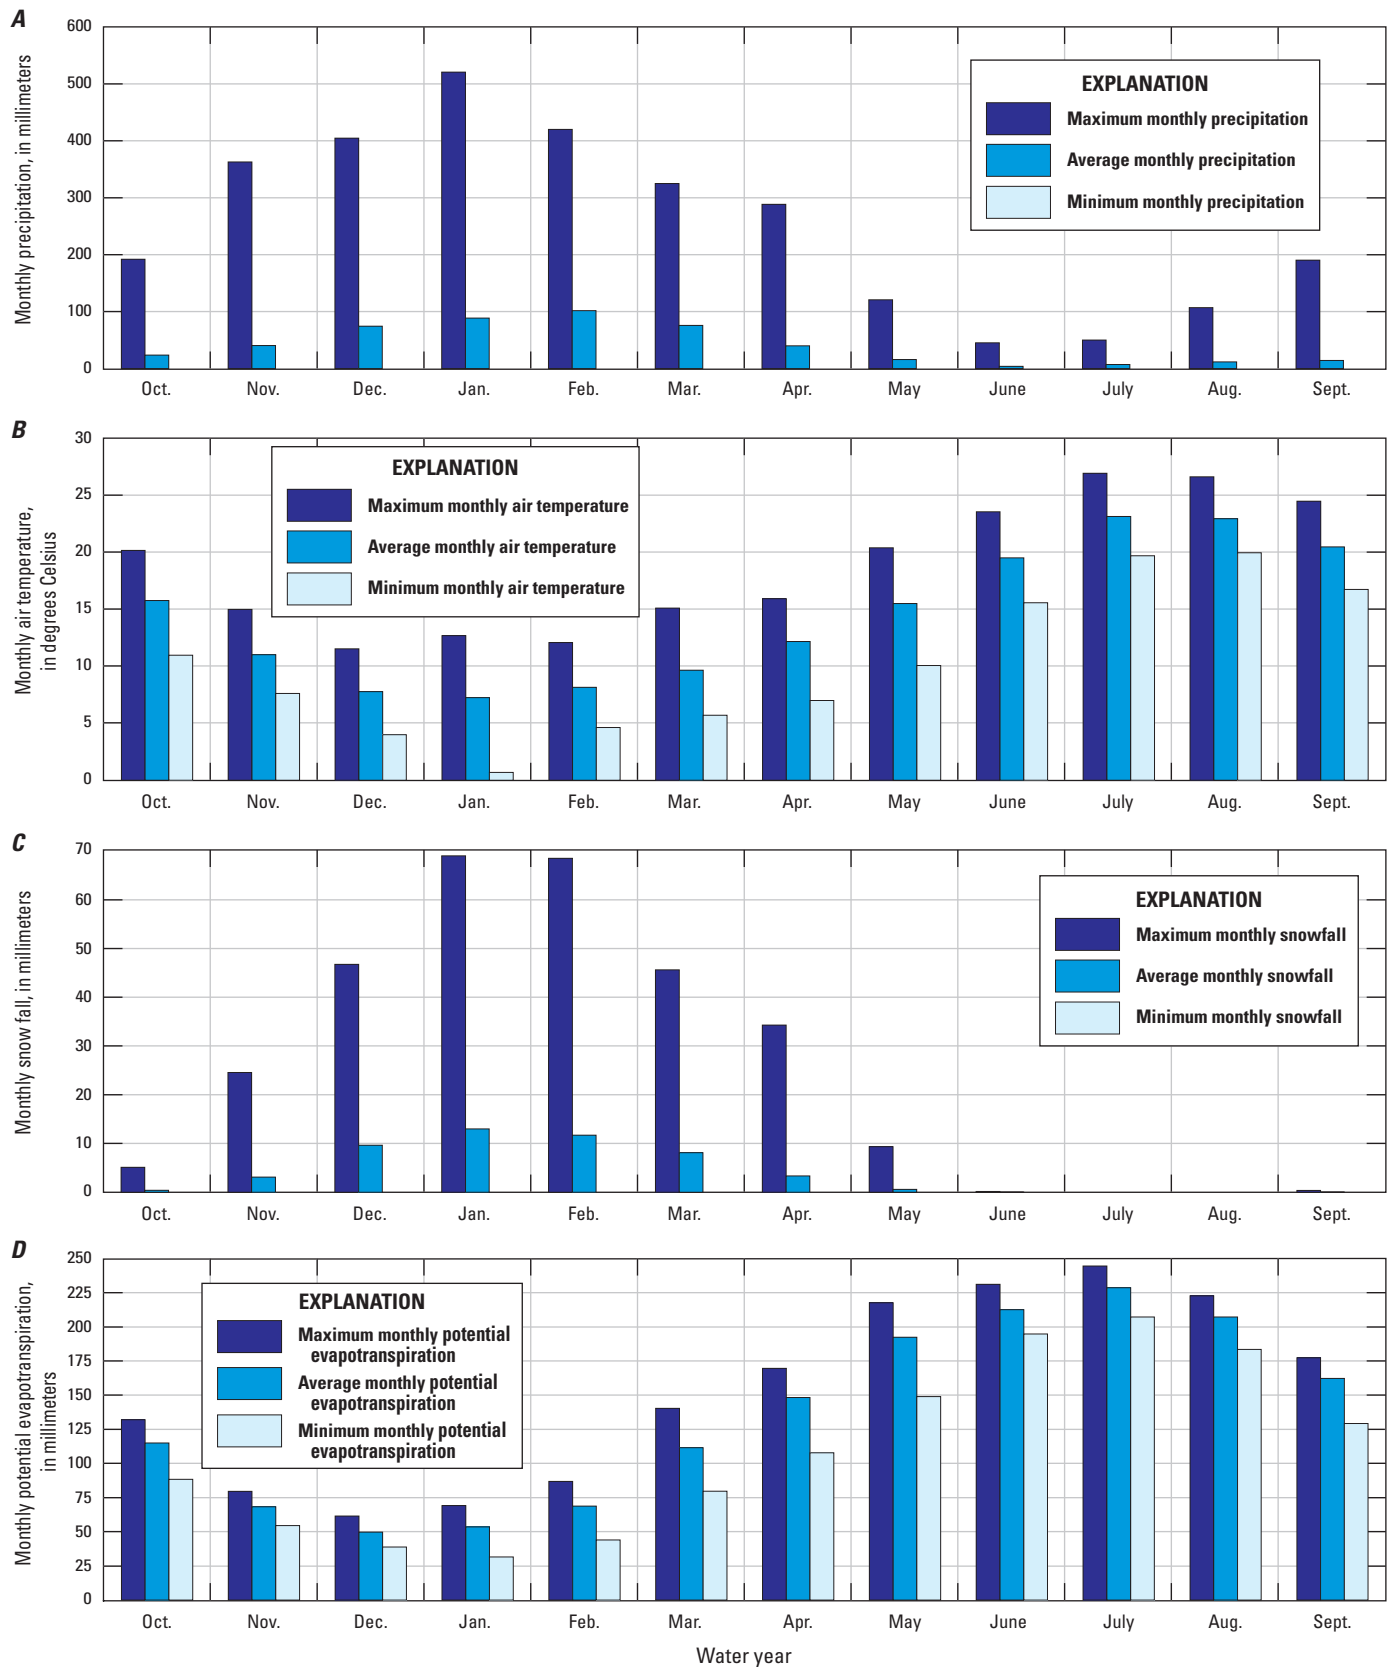 A
Monthly precipitation, in millimeters
600
500
400
300
200
100
0
EXPLANATION
Maximum monthly precipitation
Average monthly precipitation
Minimum monthly precipitation
Oct. Nov. Dec. Jan. Feb. Mar. Apr. May June July Aug. Sept.
B
Monthly air temperature,
in degrees Celsius
30
25
20
15
10
5
0
EXPLANATION
Maximum monthly air temperature
Average monthly air temperature
Minimum monthly air temperature
Oct. Nov. Dec. Jan. Feb. Mar. Apr. May June July Aug. Sept.
C
Monthly snow fall, in millimeters
70
60
50
40
30
20
10
0
EXPLANATION
Maximum monthly snowfall
Average monthly snowfall
Minimum monthly snowfall
Oct. Nov. Dec. Jan. Feb. Mar. Apr. May June July Aug. Sept.
D
Monthly potential evapotranspiration,
in millimeters
250
225
200
175
150
125
100
75
50
25
0
EXPLANATION
Maximum monthly potential
evapotranspiration
Average monthly potential
evapotranspiration
Minimum monthly potential
evapotranspiration
Oct. Nov. Dec. Jan. Feb. Mar. Apr. May June July Aug. Sept.
Water year